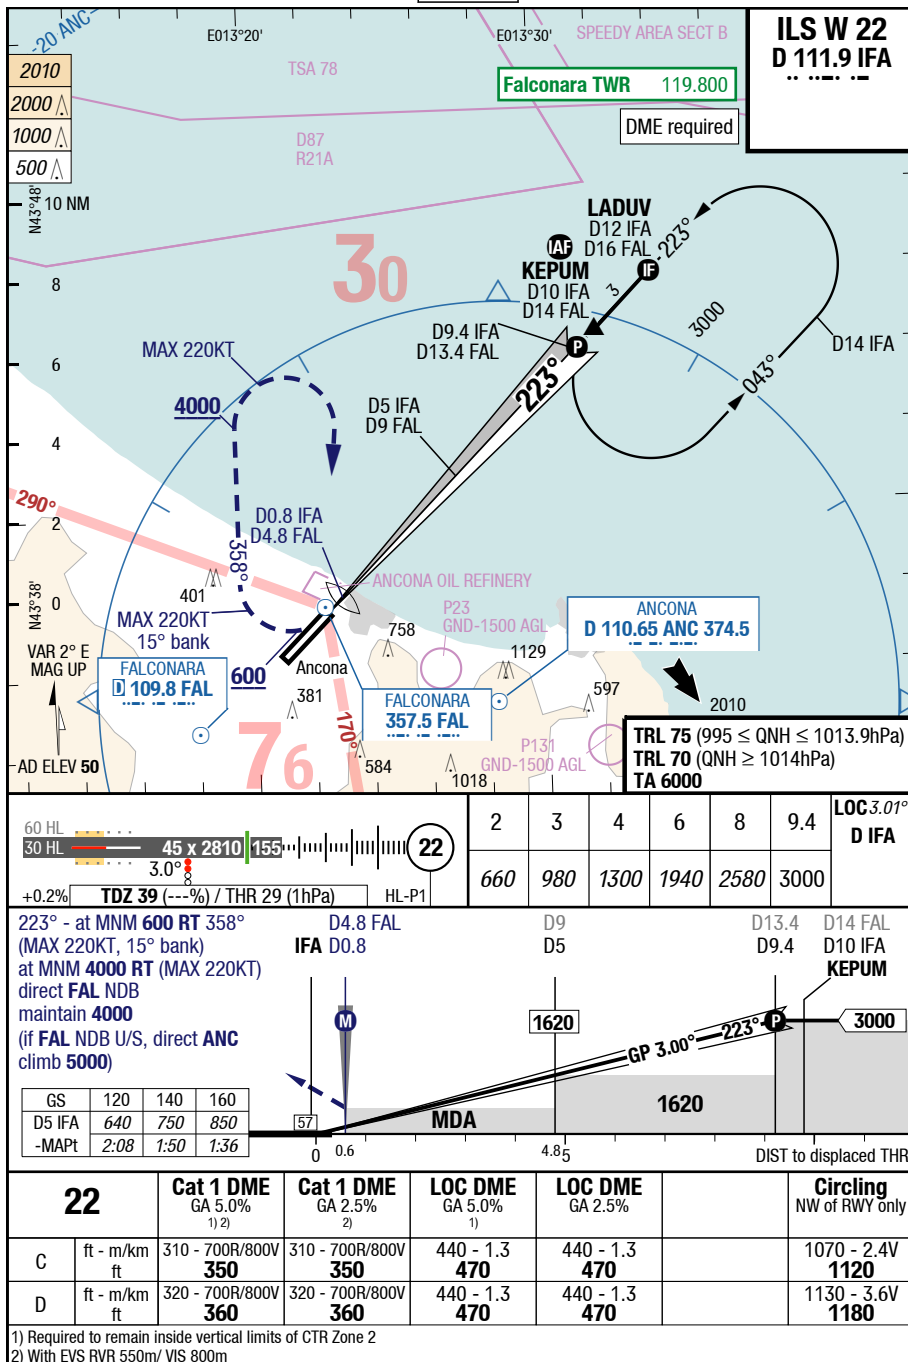 ILS W 22
D 111.9 IFA
20 ANC
E013°20'
E013°30'
SPEEDY AREA SECT B
TSA 78
2010
2000
1000
500
Falconara TWR 119.800
DME required
D87
R21A
N43°48'
10 NM
8
6
4
2
0
N43°38'
30
LADUV
D12 IFA
D16 FAL
IAF
IF
KEPUM
D10 IFA
D14 FAL
223°
3
3000
D14 IFA
043°
D9.4 IFA
D13.4 FAL
P
223°
MAX 220KT
4000
D5 IFA
D9 FAL
290°
D0.8 IFA
D4.8 FAL
358°
ANCONA OIL REFINERY
401
MAX 220KT
15° bank
P23
GND-1500 AGL
ANCONA
D 110.65 ANC 374.5
758
1129
VAR 2° E
MAG UP
FALCONARA
D 109.8 FAL
600
Ancona
381
FALCONARA
357.5 FAL
597
2010
76
170°
584
1018
P131
GND-1500 AGL
AD ELEV 50
TRL 75 (995 ≤ QNH ≤ 1013.9hPa)
TRL 70 (QNH ≥ 1014hPa)
TA 6000
60 HL
30 HL
45 x 2810
155
22
3.0°
+0.2%
TDZ 39 (---%) / THR 29 (1hPa)
HL-P1
2 3 4 6 8 9.4 LOC 3.01°
D IFA
660 980 1300 1940 2580 3000
223° - at MNM 600 RT 358°
(MAX 220KT, 15° bank)
at MNM 4000 RT (MAX 220KT)
direct FAL NDB
maintain 4000
(if FAL NDB U/S, direct ANC
climb 5000)
D4.8 FAL D9 D13.4 D14 FAL
IFA D0.8 D5 D9.4 D10 IFA
KEPUM
M
1620
GP 3.00°
223°
P
3000
MDA
1620
57
0 0.6 4.8 5 DIST to displaced THR
GS 120 140 160
D5 IFA 640 750 850
-MAPt 2:08 1:50 1:36
22
Cat 1 DME Cat 1 DME LOC DME LOC DME Circling
GA 5.0% GA 2.5% GA 5.0% GA 2.5% NW of RWY only
1) 2) 2) 1)
C ft - m/km 310 - 700R/800V 310 - 700R/800V 440 - 1.3 440 - 1.3 1070 - 2.4V
ft 350 350 470 470 1120
D ft - m/km 320 - 700R/800V 320 - 700R/800V 440 - 1.3 440 - 1.3 1130 - 3.6V
ft 360 360 470 470 1180
1) Required to remain inside vertical limits of CTR Zone 2
2) With EVS RVR 550m/ VIS 800m